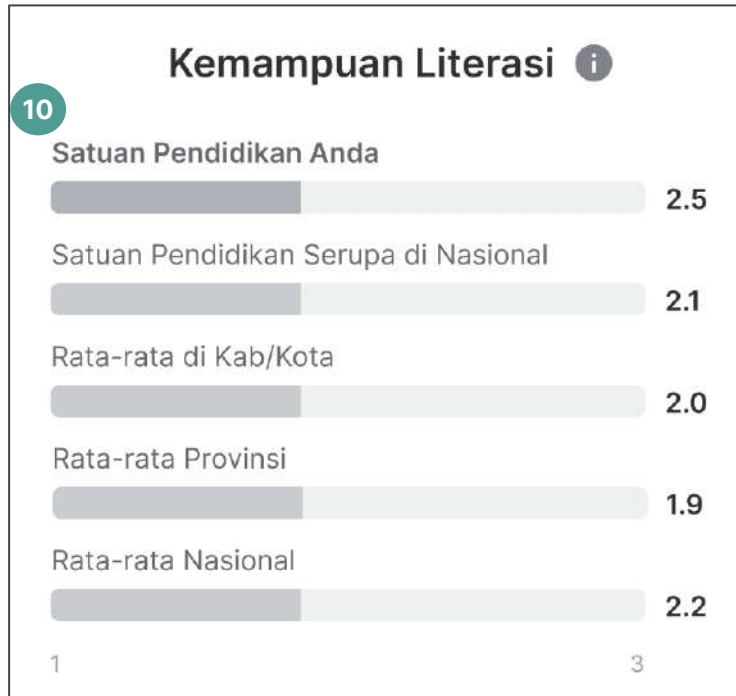 Kemampuan Literasi i
10
Satuan Pendidikan Anda
2.5
Satuan Pendidikan Serupa di Nasional
2.1
Rata-rata di Kab/Kota
2.0
Rata-rata Provinsi
1.9
Rata-rata Nasional
2.2
1 3